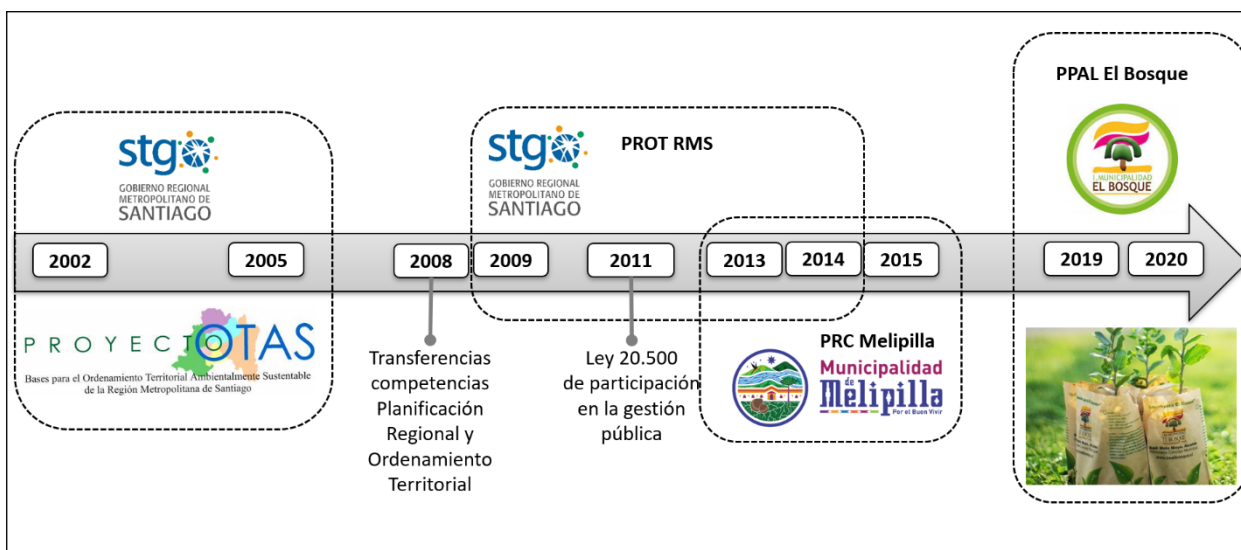 PPAL El Bosque
stgo
GOBIERNO REGIONAL
METROPOLITANO DE
SANTIAGO
stgo
GOBIERNO REGIONAL
METROPOLITANO DE
SANTIAGO
PROT RMS
I. MUNICIPALIDAD
EL BOSQUE
2002
2005
2008
2009
2011
2013
2014
2015
2019
2020
PROYECTO OTAS
Bases para el Ordenamiento Territorial Ambientalmente Sustentable
de la Región Metropolitana de Santiago
Transferencias
competencias
Planificación
Regional y
Ordenamiento
Territorial
Ley 20.500
de participación
en la gestión
pública
PRC Melipilla
Municipalidad
de
Melipilla
Por el Buen Vivir